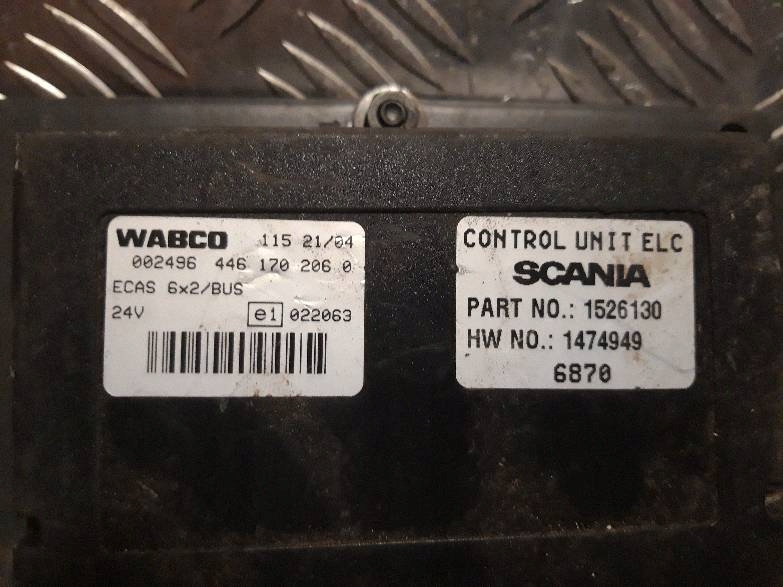 WABCO 115 21/04
002496 446 170 206 0
ECAS 6x2/BUS
24V e1 022063
CONTROL UNIT ELC
SCANIA
PART NO.: 1526130
HW NO.: 1474949
6870